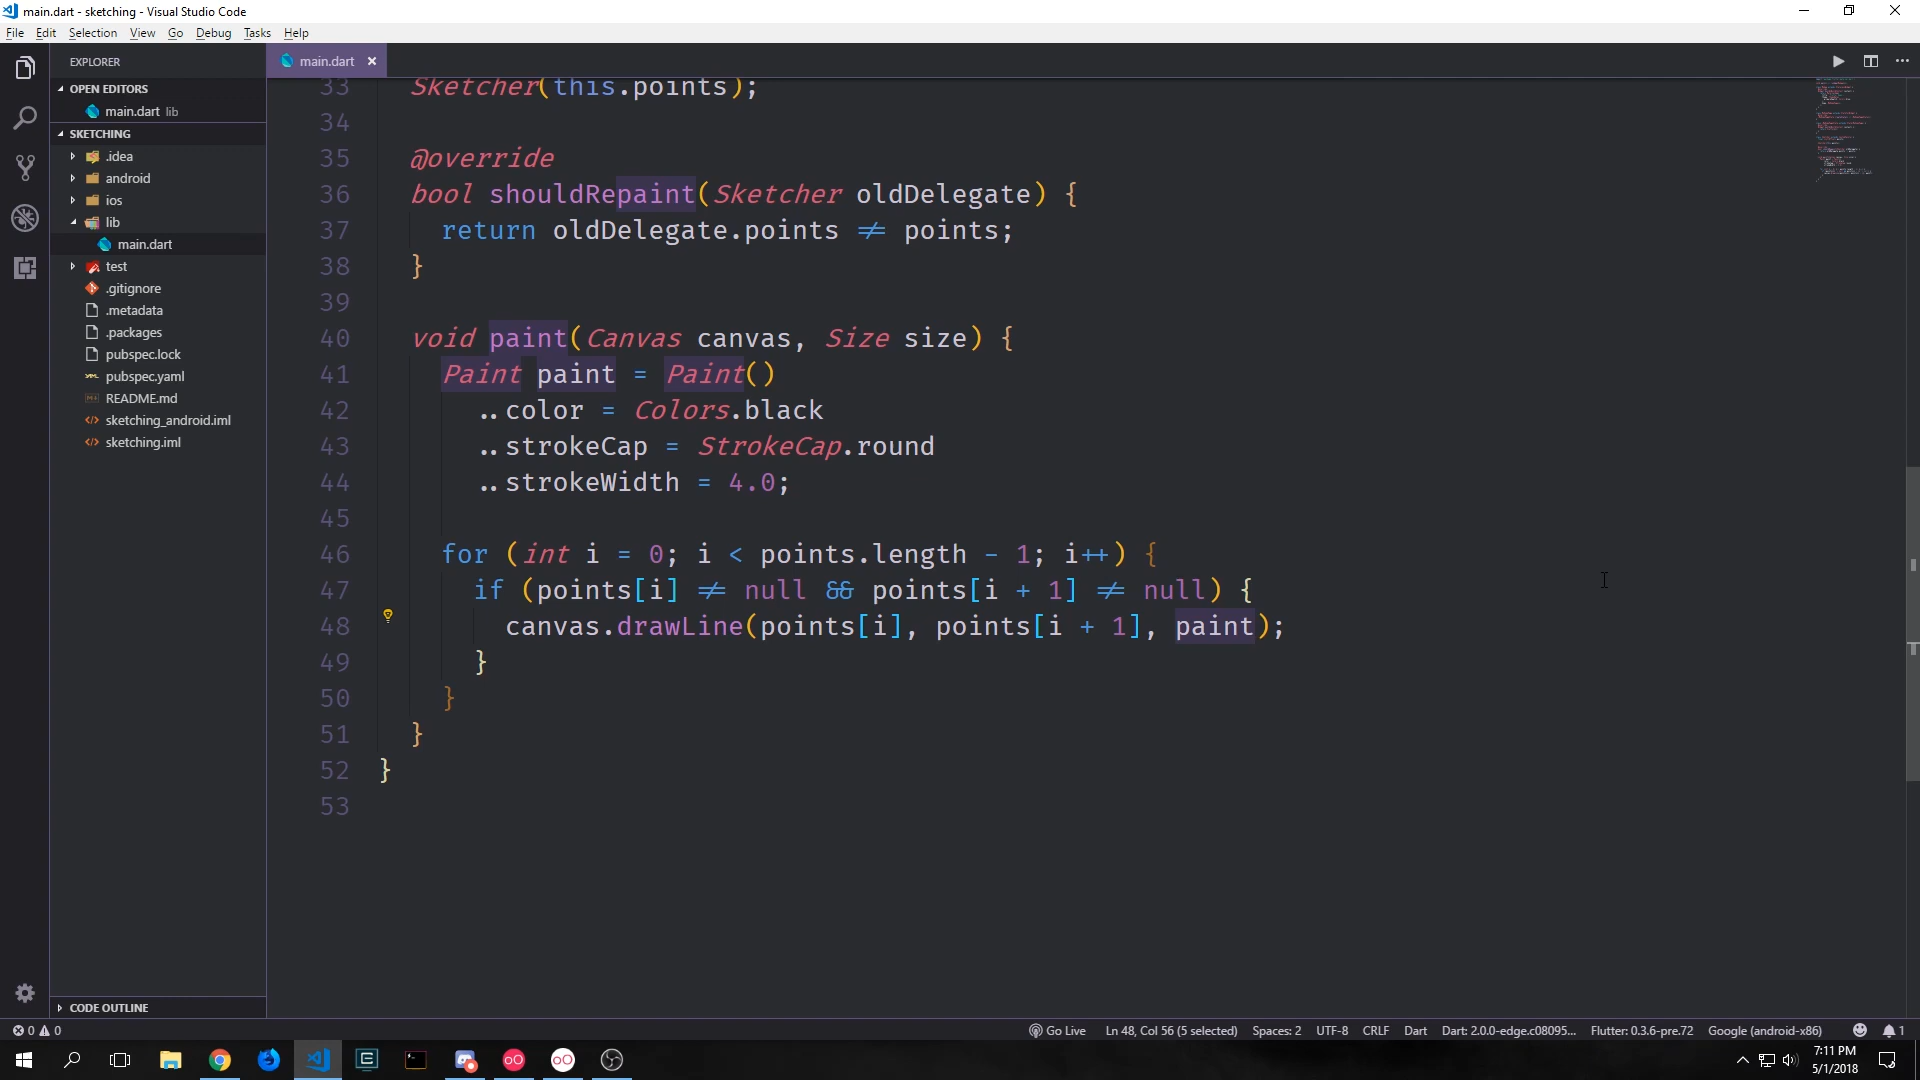 main.dart - sketching - Visual Studio Code
File Edit Selection View Go Debug Tasks Help
EXPLORER
main.dart
OPEN EDITORS
main.dart lib
SKETCHING
.idea
android
ios
lib
main.dart
test
.gitignore
.metadata
.packages
pubspec.lock
pubspec.yaml
README.md
sketching_android.iml
sketching.iml
CODE OUTLINE
33 Sketcher(this.points);
34
35 @override
36 bool shouldRepaint(Sketcher oldDelegate) {
37 return oldDelegate.points != points;
38 }
39
40 void paint(Canvas canvas, Size size) {
41 Paint paint = Paint()
42 ..color = Colors.black
43 ..strokeCap = StrokeCap.round
44 ..strokeWidth = 4.0;
45
46 for (int i = 0; i < points.length - 1; i++) {
47 if (points[i] != null && points[i + 1] != null) {
48 canvas.drawLine(points[i], points[i + 1], paint);
49 }
50 }
51 }
52 }
53
0 0
Go Live Ln 48, Col 56 (5 selected) Spaces: 2 UTF-8 CRLF Dart Dart: 2.0.0-edge.c08095... Flutter: 0.3.6-pre.72 Google (android-x86) 1
7:11 PM
5/1/2018